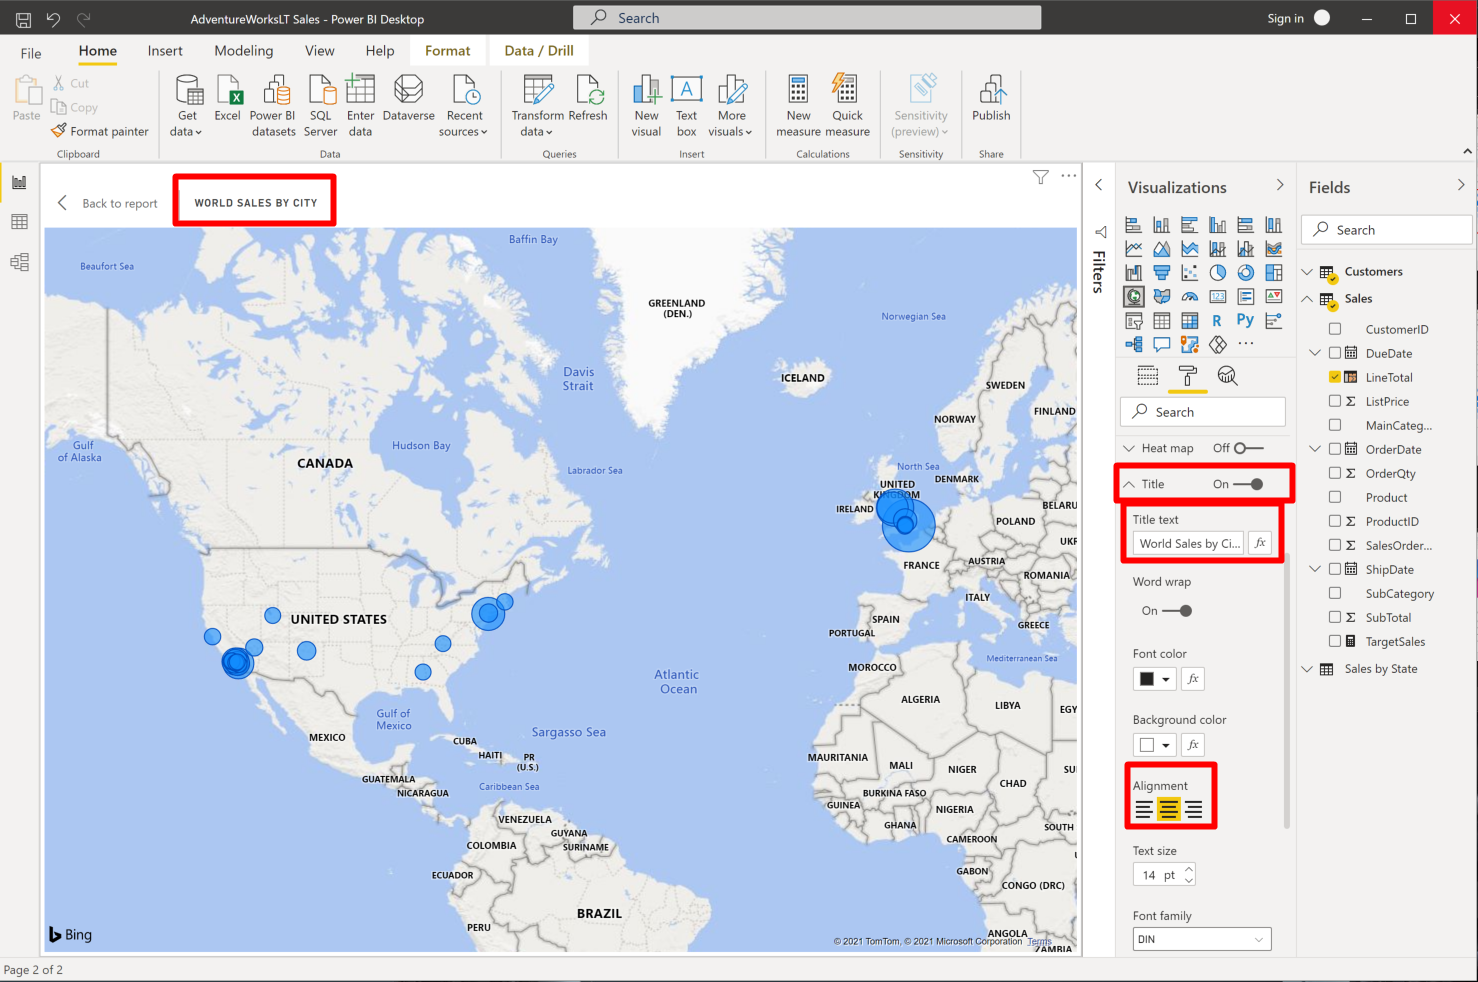 AdventureWorksLT Sales - Power BI Desktop
Search
Sign in
File
Home
Insert
Modeling
View
Help
Format
Data / Drill
Paste
Cut
Copy
Format painter
Clipboard
Get data
Excel
Power BI datasets
SQL Server
Enter data
Dataverse
Recent sources
Data
Transform data
Refresh
Queries
New visual
Text box
More visuals
Insert
New measure
Quick measure
Calculations
Sensitivity (preview)
Sensitivity
Publish
Share
Back to report
WORLD SALES BY CITY
Baffin Bay
Beaufort Sea
GREENLAND
(DEN.)
Norwegian Sea
Davis
Strait
ICELAND
SWEDEN
FINLAND
NORWAY
Gulf
of Alaska
Hudson Bay
CANADA
Labrador Sea
North Sea
UNITED
KINGDOM
DENMARK
IRELAND
BELARU
POLAND
UKR
FRANCE
AUSTRIA
ROMANIA
ITALY
UNITED STATES
SPAIN
GREECE
PORTUGAL
Mediterranean Sea
MOROCCO
Atlantic
Ocean
ALGERIA
LIBYA
EGY
Gulf of
Mexico
Sargasso Sea
MEXICO
CUBA
HAITI
PR
(U.S.)
MAURITANIA
MALI
NIGER
SU
CHAD
GUATEMALA
NICARAGUA
Caribbean Sea
BURKINA FASO
GUINEA
NIGERIA
GHANA
SOUTH
VENEZUELA
GUYANA
SURINAME
COLOMBIA
CAMEROON
ECUADOR
GABON
CONGO (DRC)
BRAZIL
PERU
ANGOLA
ZAMBIA
Bing
© 2021 TomTom, © 2021 Microsoft Corporation Terms
Filters
Visualizations
123
R
Py
Search
Heat map
Off
Title
On
Title text
World Sales by Ci...
fx
Word wrap
On
Font color
fx
Background color
fx
Alignment
Text size
14 pt
Font family
DIN
Fields
Search
Customers
Sales
CustomerID
DueDate
LineTotal
ListPrice
MainCateg...
OrderDate
OrderQty
Product
ProductID
SalesOrder...
ShipDate
SubCategory
SubTotal
TargetSales
Sales by State
Page 2 of 2